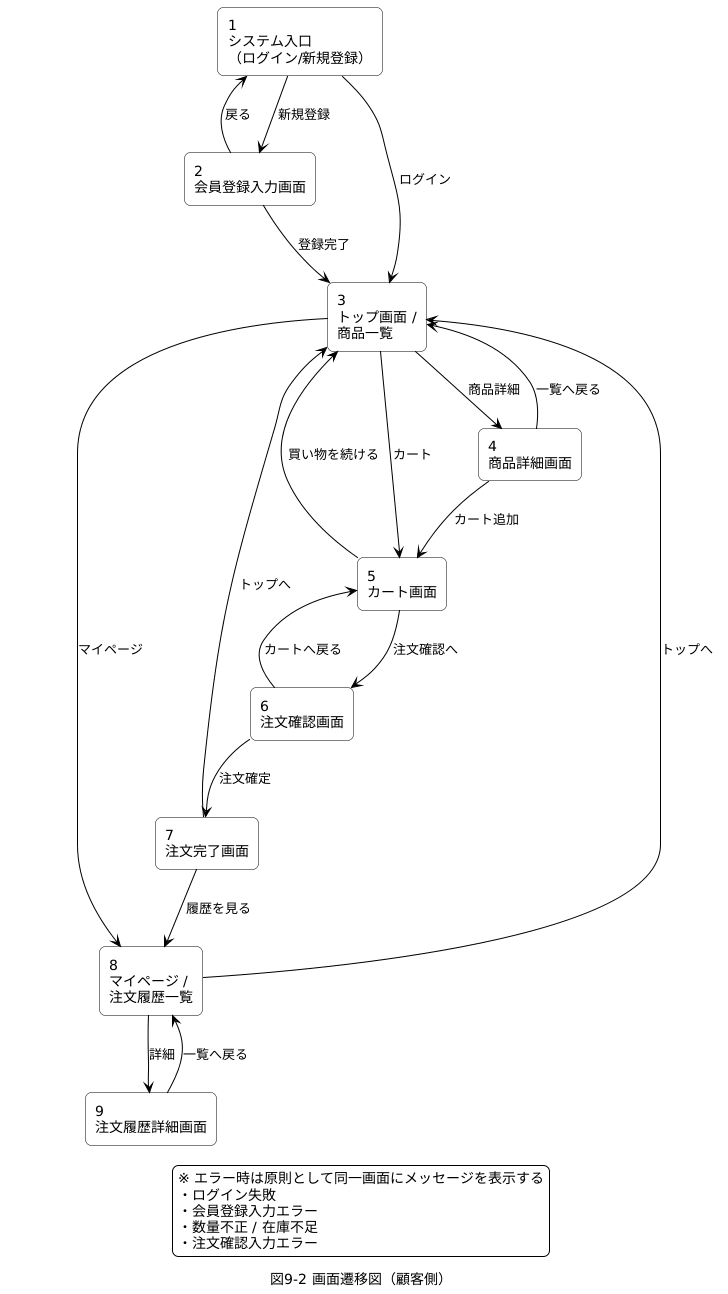 1
システム入口
（ログイン/新規登録）
戻る
新規登録
ログイン
2
会員登録入力画面
登録完了
3
トップ画面 /
商品一覧
商品詳細
一覧へ戻る
4
商品詳細画面
買い物を続ける
カート
カート追加
5
カート画面
トップへ
マイページ
カートへ戻る
注文確認へ
トップへ
6
注文確認画面
注文確定
7
注文完了画面
履歴を見る
8
マイページ /
注文履歴一覧
詳細
一覧へ戻る
9
注文履歴詳細画面
※ エラー時は原則として同一画面にメッセージを表示する
・ログイン失敗
・会員登録入力エラー
・数量不正 / 在庫不足
・注文確認入力エラー
図9-2 画面遷移図（顧客側）